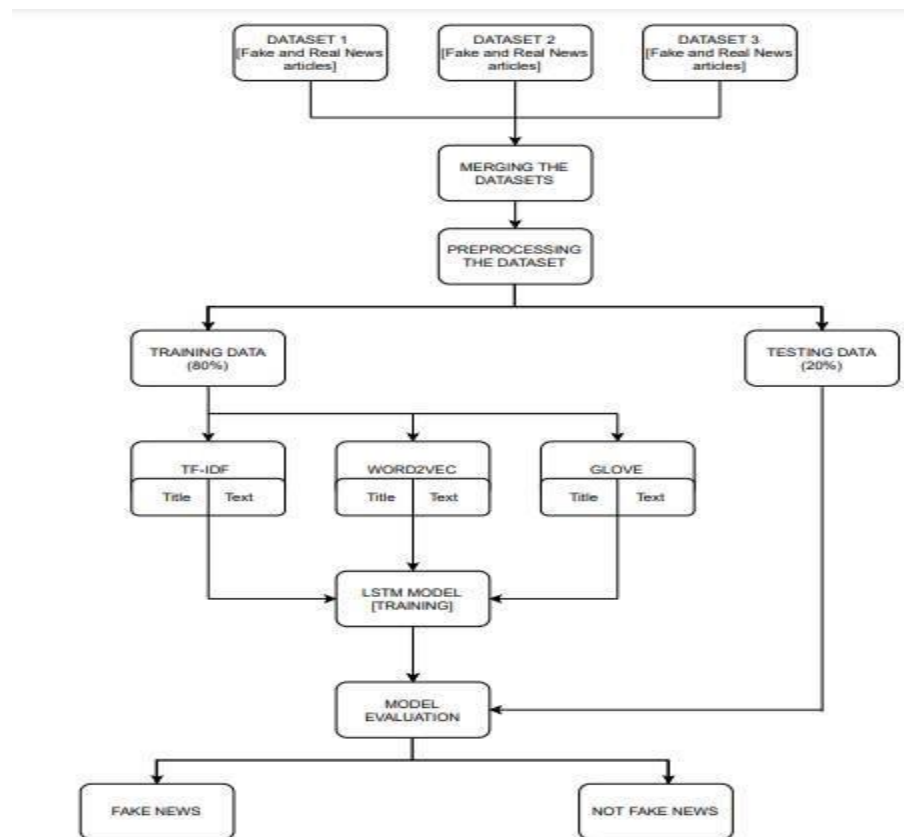 DATASET 1
[Fake and Real News
articles]
DATASET 2
[Fake and Real News
articles]
DATASET 3
[Fake and Real News
articles]
MERGING THE
DATASETS
PREPROCESSING
THE DATASET
TRAINING DATA
(80%)
TESTING DATA
(20%)
TF-IDF
Title Text
WORD2VEC
Title Text
GLOVE
Title Text
LSTM MODEL
[TRAINING]
MODEL
EVALUATION
FAKE NEWS
NOT FAKE NEWS